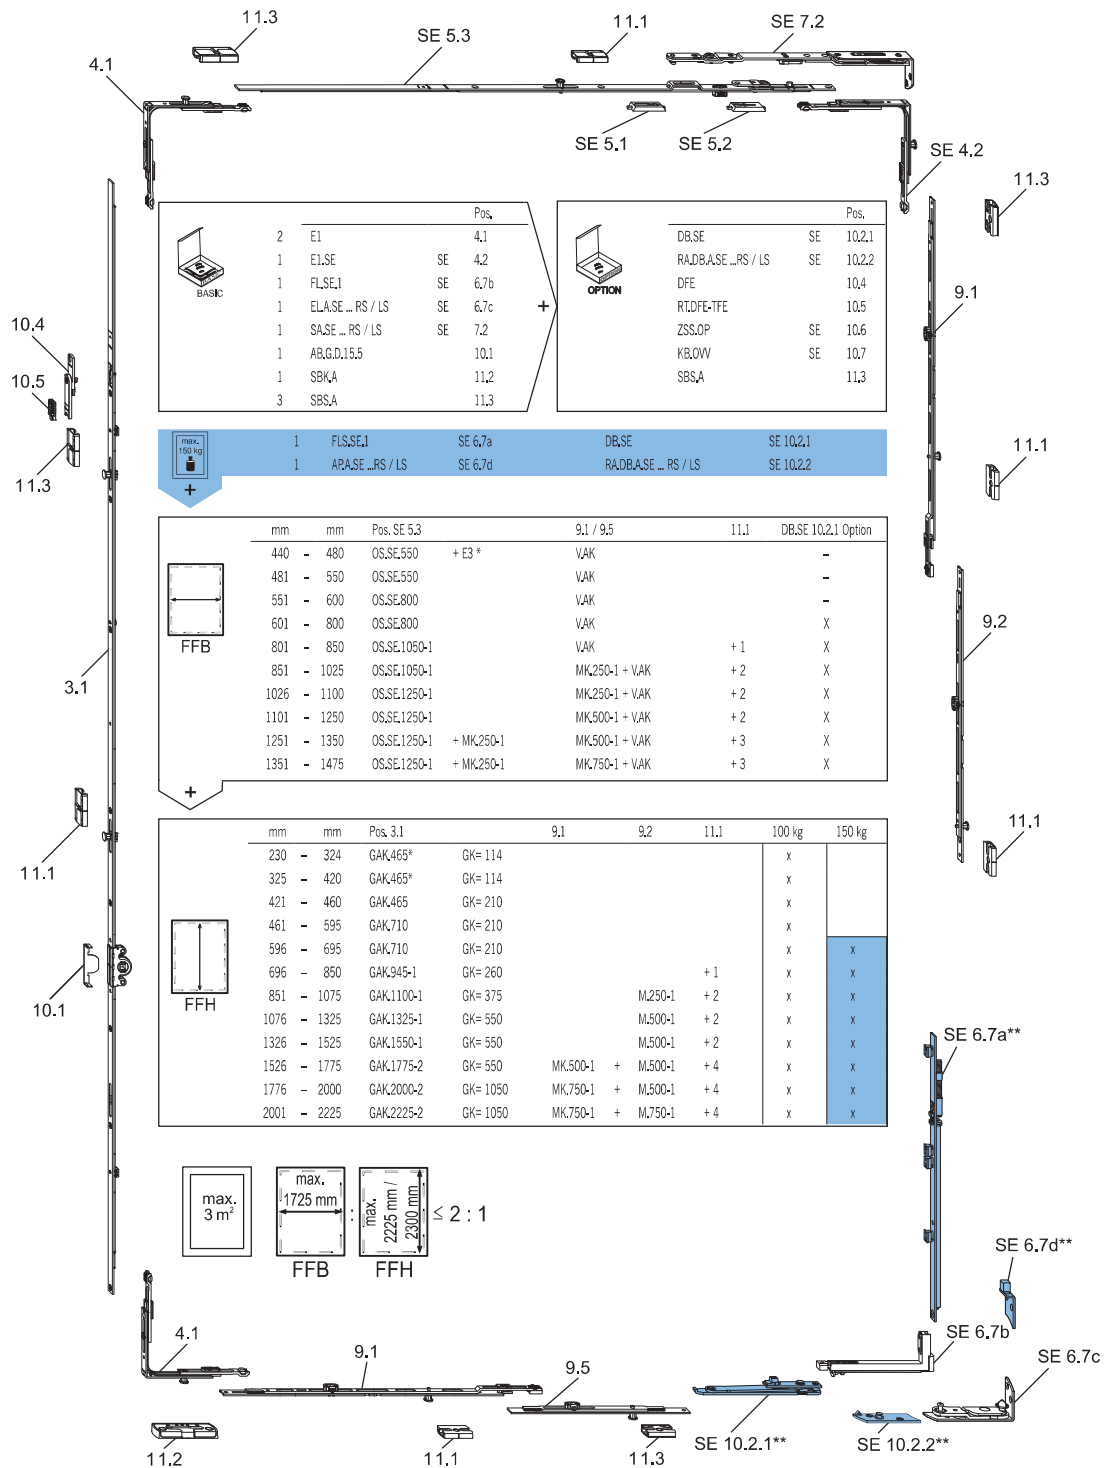 11.3
SE 5.3
11.1
SE 7.2
4.1
SE 5.1
SE 5.2
SE 4.2
11.3
Pos.
2 E1 4.1
1 E1.SE SE 4.2
1 FL.SE.1 SE 6.7b
1 EL.A.SE ... RS / LS SE 6.7c
1 SA.SE ... RS / LS SE 7.2
1 AB.G.D.15.5 10.1
1 SBK.A 11.2
3 SBS.A 11.3
BASIC
+
OPTION
Pos.
DB.SE SE 10.2.1
RA.DB.A.SE ...RS / LS SE 10.2.2
DFE 10.4
RT.DFE-TFE 10.5
ZSS.OP SE 10.6
KB.OVV SE 10.7
SBS.A 11.3
9.1
10.4
10.5
11.3
11.1
max.
150 kg
+
1 FLS.SE.1 SE 6.7a DB.SE SE 10.2.1
1 AP.A.SE ...RS / LS SE 6.7d RA.DB.A.SE ... RS / LS SE 10.2.2
mm mm Pos. SE 5.3 9.1 / 9.5 11.1 DB.SE 10.2.1 Option
440 – 480 OS.SE.550 + E3 * V.AK –
481 – 550 OS.SE.550 V.AK –
551 – 600 OS.SE.800 V.AK –
601 – 800 OS.SE.800 V.AK X
801 – 850 OS.SE.1050-1 V.AK + 1 X
851 – 1025 OS.SE.1050-1 MK.250-1 + V.AK + 2 X
1026 – 1100 OS.SE.1250-1 MK.250-1 + V.AK + 2 X
1101 – 1250 OS.SE.1250-1 MK.500-1 + V.AK + 2 X
1251 – 1350 OS.SE.1250-1 + MK.250-1 MK.500-1 + V.AK + 3 X
1351 – 1475 OS.SE.1250-1 + MK.250-1 MK.750-1 + V.AK + 3 X
FFB
+
9.2
3.1
11.1
11.1
mm mm Pos. 3.1 9.1 9.2 11.1 100 kg 150 kg
230 – 324 GAK.465* GK= 114 x
325 – 420 GAK.465* GK= 114 x
421 – 460 GAK.465 GK= 210 x
461 – 595 GAK.710 GK= 210 x
596 – 695 GAK.710 GK= 210 x x
696 – 850 GAK.945-1 GK= 260 + 1 x x
851 – 1075 GAK.1100-1 GK= 375 M.250-1 + 2 x x
1076 – 1325 GAK.1325-1 GK= 550 M.500-1 + 2 x x
1326 – 1525 GAK.1550-1 GK= 550 M.500-1 + 2 x x
1526 – 1775 GAK.1775-2 GK= 550 MK.500-1 + M.500-1 + 4 x x
1776 – 2000 GAK.2000-2 GK= 1050 MK.750-1 + M.500-1 + 4 x x
2001 – 2225 GAK.2225-2 GK= 1050 MK.750-1 + M.750-1 + 4 x x
FFH
10.1
SE 6.7a**
max.
3 m²
max.
1725 mm
FFB
:
max.
2225 mm /
2300 mm
FFH
≤ 2 : 1
SE 6.7d**
SE 6.7b
SE 6.7c
4.1
9.1
9.5
11.2
11.1
11.3
SE 10.2.1**
SE 10.2.2**